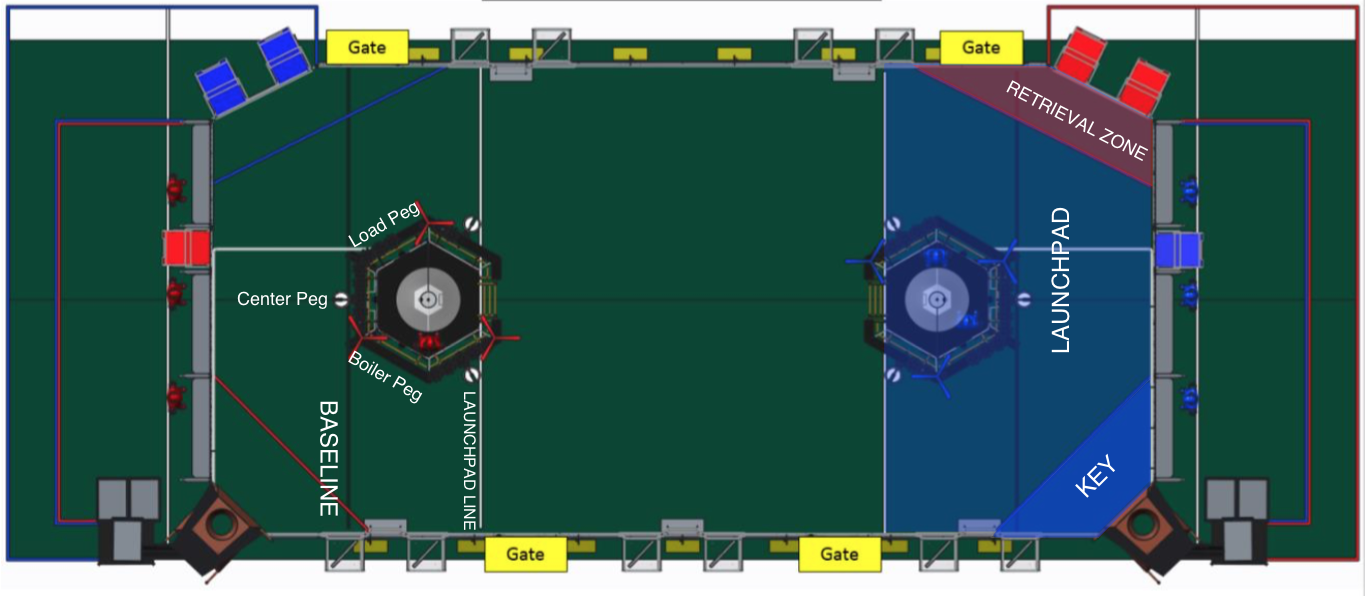 Gate
Gate
RETRIEVAL ZONE
Load Peg
Center Peg
Boiler Peg
BASELINE
LAUNCHPAD LINE
LAUNCHPAD
KEY
Gate
Gate